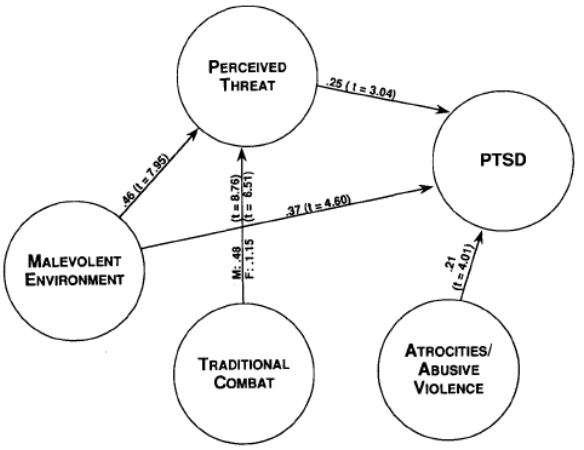 PERCEIVED
THREAT
.25 (t = 3.04)
PTSD
.46 (t = 7.95)
(t = 8.76)
(t = 6.51)
.37 (t = 4.60)
M: .48
F: .1.15
.21
(t = 4.01)
MALEVOLENT
ENVIRONMENT
TRADITIONAL
COMBAT
ATROCITIES/
ABUSIVE
VIOLENCE